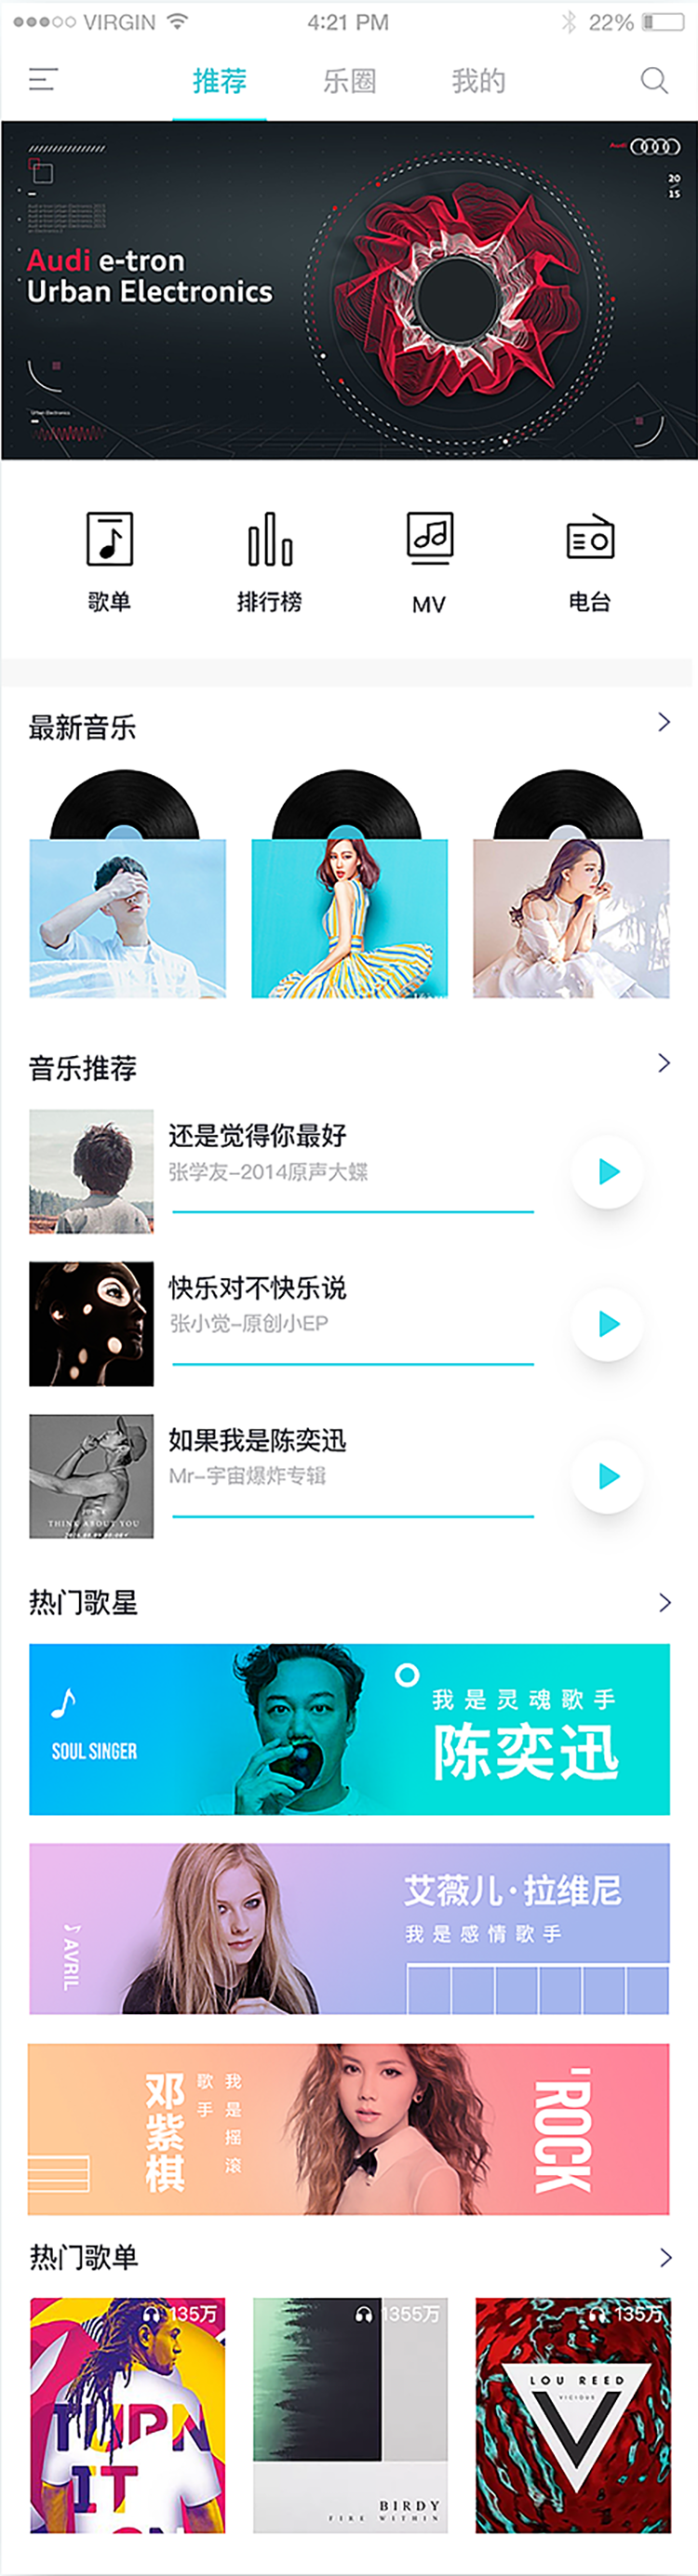 VIRGIN
4:21 PM
22%
推荐
乐圈
我的
Audi
20
15
Audi e-tron
Urban Electronics
Urban Electronics
歌单
排行榜
MV
电台
最新音乐
音乐推荐
还是觉得你最好
张学友-2014原声大蝶
快乐对不快乐说
张小觉-原创小EP
如果我是陈奕迅
Mr-宇宙爆炸专辑
THINK ABOUT YOU
热门歌星
SOUL SINGER
我是灵魂歌手
陈奕迅
AVRIL
艾薇儿·拉维尼
我是感情歌手
邓紫棋
我是摇滚
歌手
'ROCK
热门歌单
135万
TURN
IT
ON
1355万
BIRDY
FIRE WITHIN
135万
LOU REED
VICIOUS